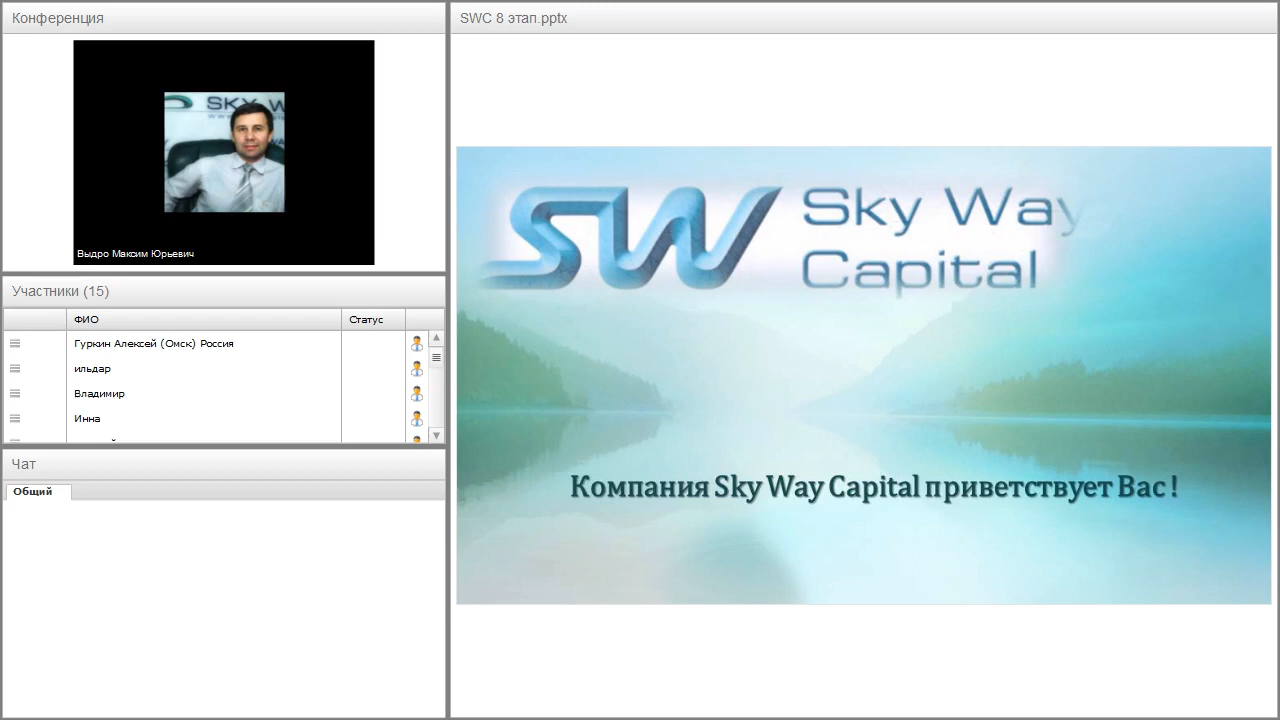 Конференция
SKY W
Выдро Максим Юрьевич
Участники (15)
ФИО
Статус
Гуркин Алексей (Омск) Россия
ильдар
Владимир
Инна
Чат
Общий
SWC 8 этап.pptx
SW
Sky Way
Capital
Компания Sky Way Capital приветствует Вас !